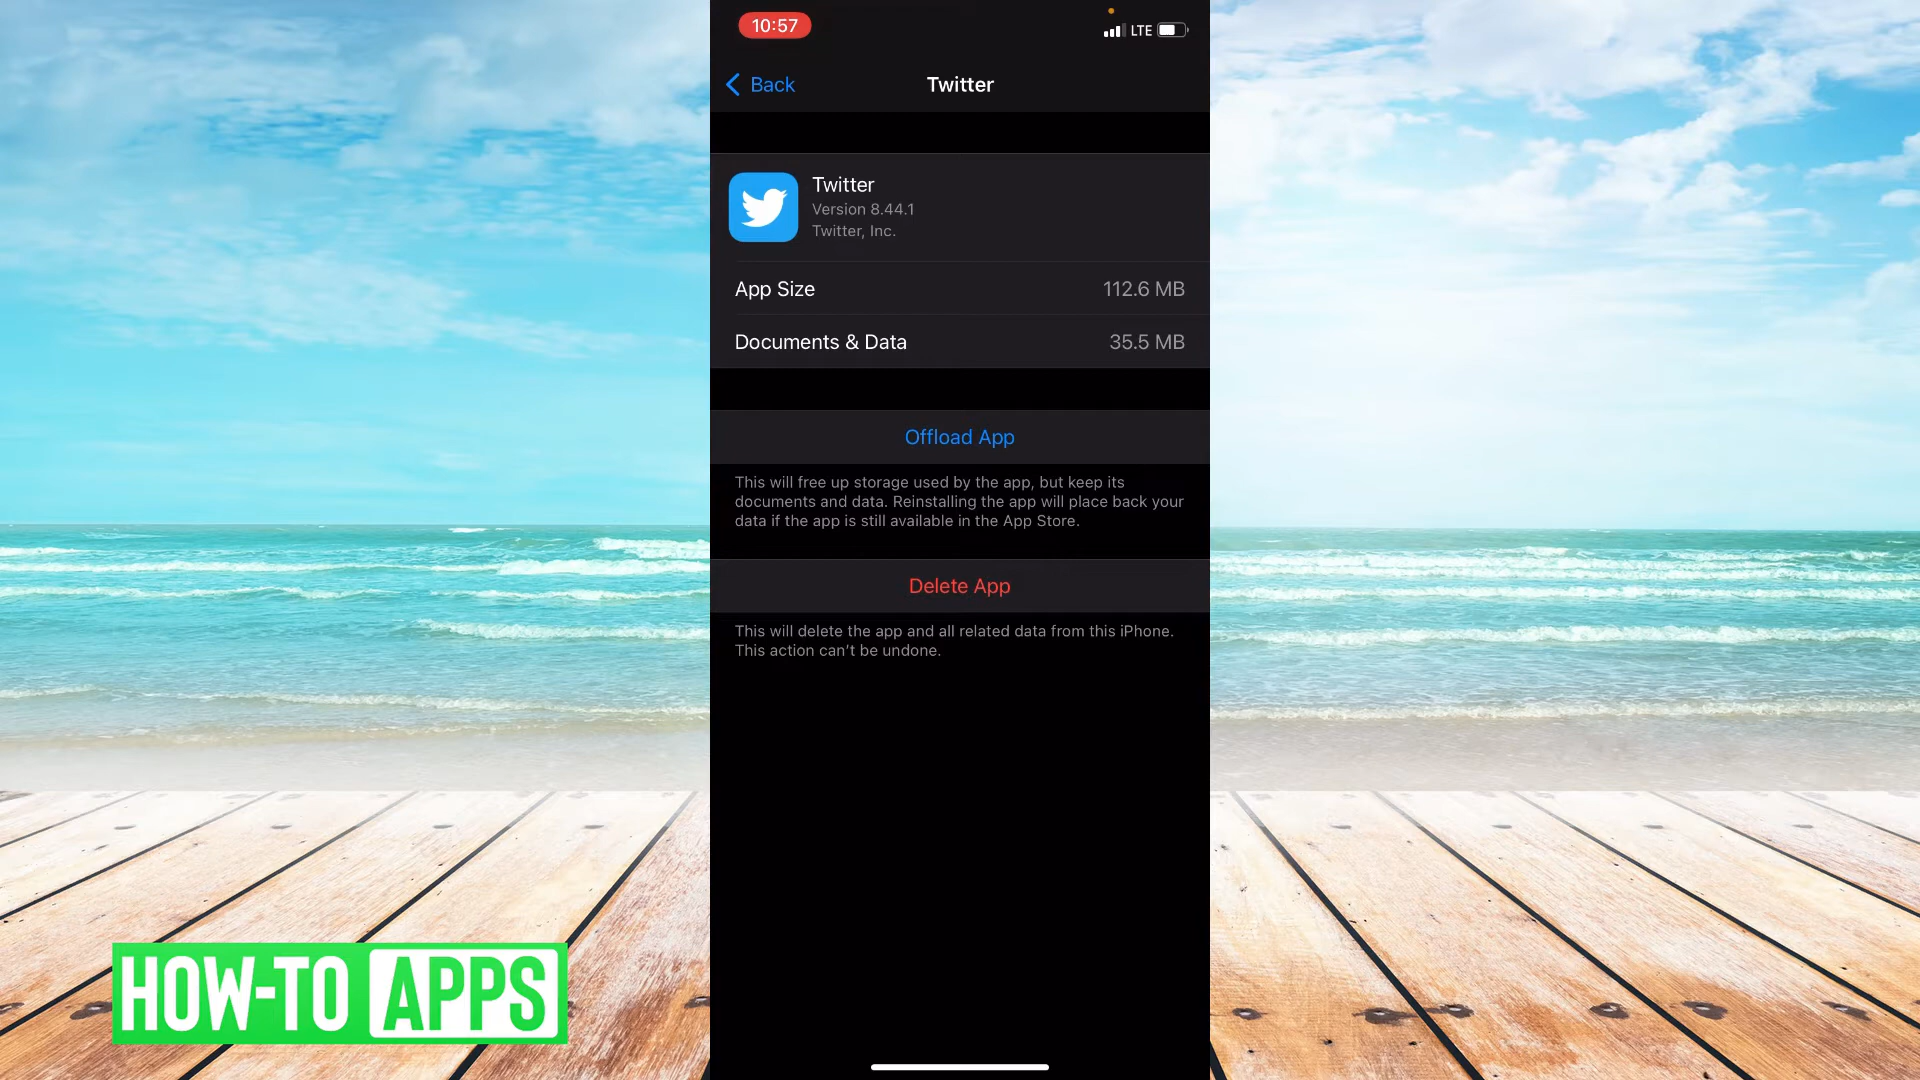 10:57
LTE
Back
Twitter
Twitter
Version 8.44.1
Twitter, Inc.
App Size
112.6 MB
Documents & Data
35.5 MB
Offload App
This will free up storage used by the app, but keep its
documents and data. Reinstalling the app will place back your
data if the app is still available in the App Store.
Delete App
This will delete the app and all related data from this iPhone.
This action can't be undone.
HOW-TO APPS